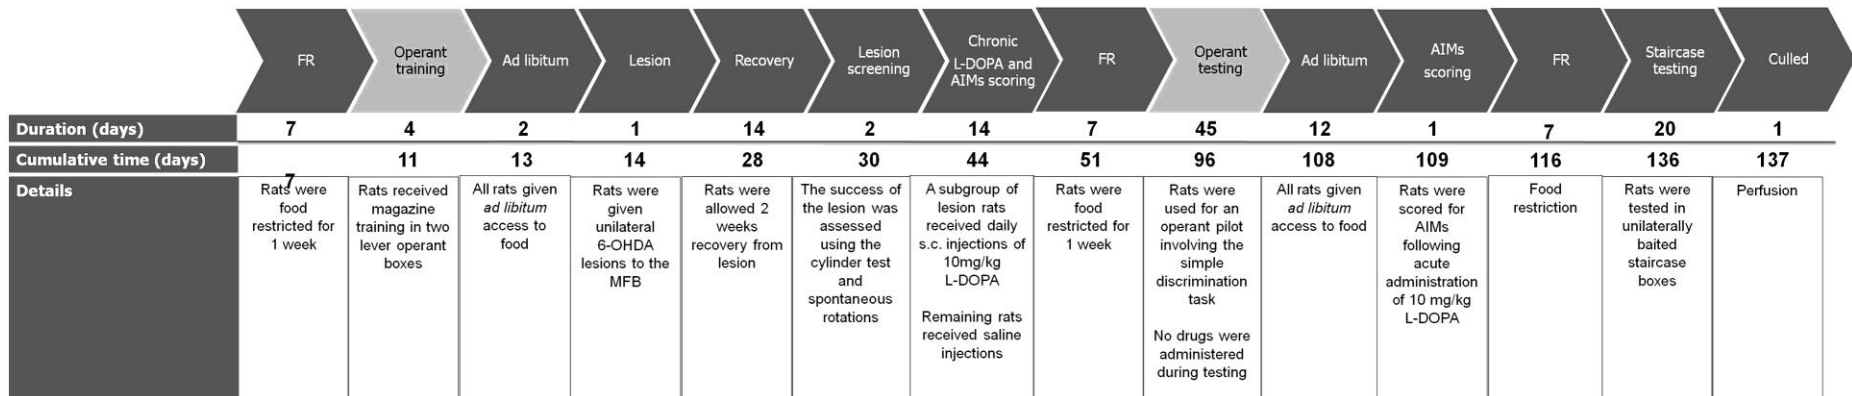 FR
Operant
training
Ad libitum
Lesion
Recovery
Lesion
screening
Chronic
L-DOPA and
AIMs scoring
FR
Operant
testing
Ad libitum
AIMs
scoring
FR
Staircase
testing
Culled
Duration (days)
7 4 2 1 14 2 14 7 45 12 1 7 20 1
Cumulative time (days)
7 11 13 14 28 30 44 51 96 108 109 116 136 137
Details
Rats were
food
restricted for
1 week
Rats received
magazine
training in two
lever operant
boxes
All rats given
ad libitum
access to
food
Rats were
given
unilateral
6-OHDA
lesions to the
MFB
Rats were
allowed 2
weeks
recovery from
lesion
The success of
the lesion was
assessed
using the
cylinder test
and
spontaneous
rotations
A subgroup of
lesion rats
received daily
s.c. injections of
10mg/kg
L-DOPA
Remaining rats
received saline
injections
Rats were
food
restricted for
1 week
Rats were
used for an
operant pilot
involving the
simple
discrimination
task
No drugs were
administered
during testing
All rats given
ad libitum
access to food
Rats were
scored for
AIMs
following
acute
administration
of 10 mg/kg
L-DOPA
Food
restriction
Rats were
tested in
unilaterally
baited
staircase
boxes
Perfusion